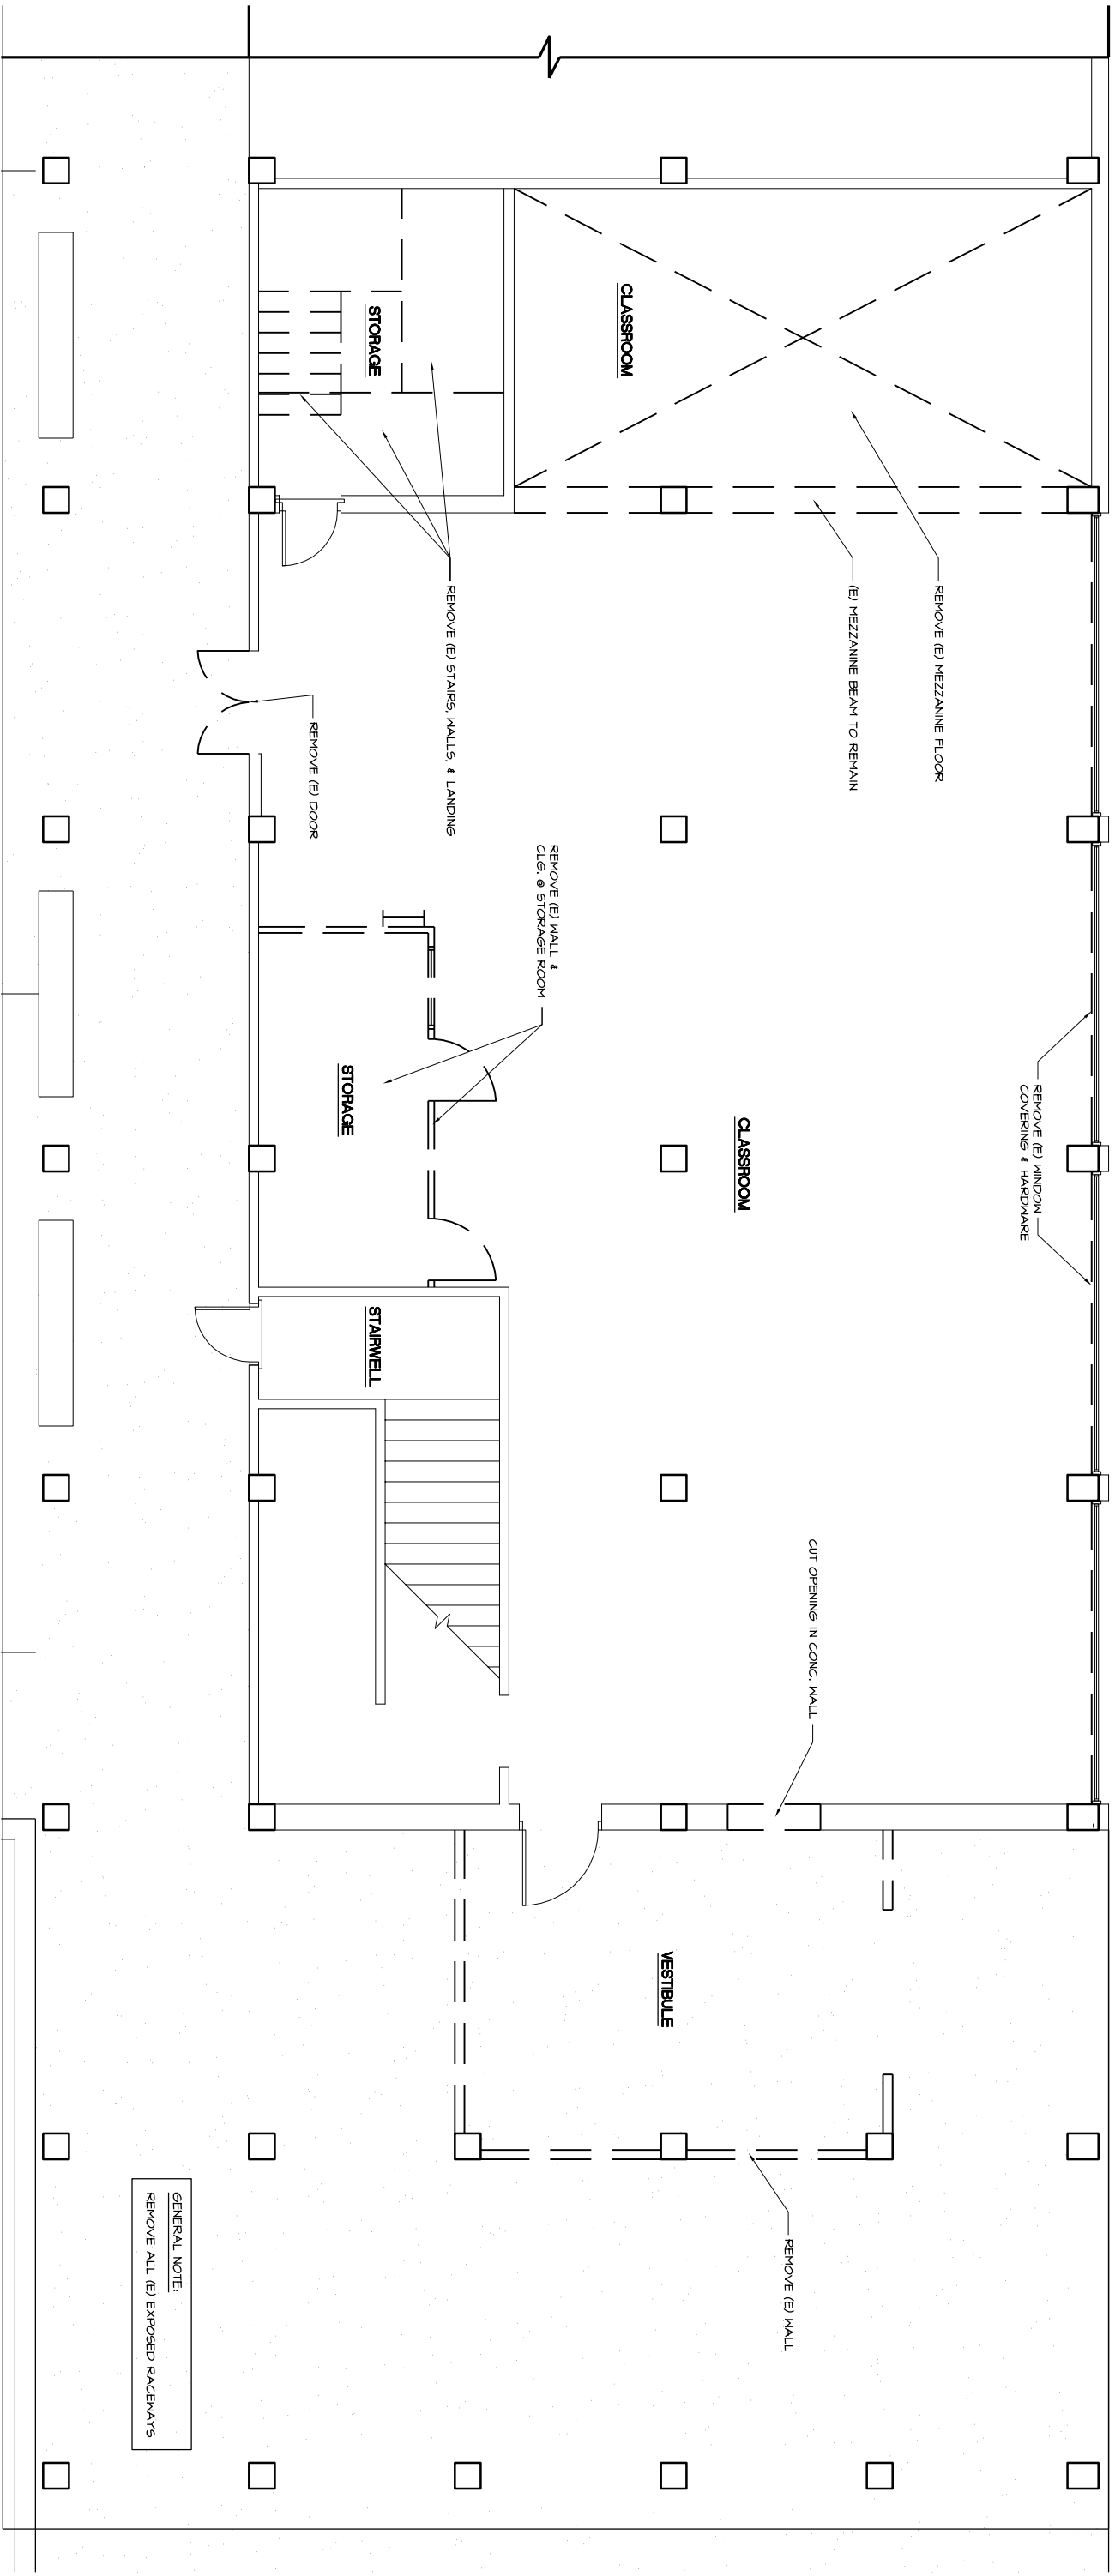 REMOVE (E) WINDOW
COVERING & HARDWARE
REMOVE (E) MEZZANINE FLOOR
(E) MEZZANINE BEAM TO REMAIN
CUT OPENING IN CONC. WALL
REMOVE (E) WALL
CLASSROOM
CLASSROOM
VESTIBULE
REMOVE (E) WALL &
CLG. @ STORAGE ROOM
REMOVE (E) STAIRS, WALLS, & LANDING
STORAGE
STORAGE
STAIRWELL
REMOVE (E) DOOR
GENERAL NOTE:
REMOVE ALL (E) EXPOSED RACEWAYS